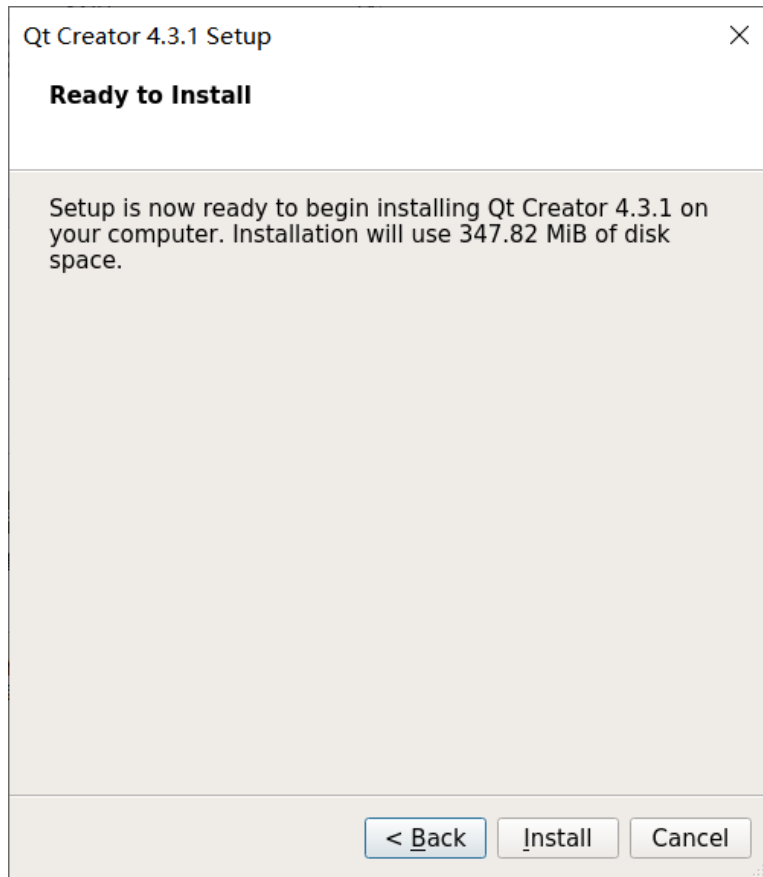 Qt Creator 4.3.1 Setup
Ready to Install
Setup is now ready to begin installing Qt Creator 4.3.1 on
your computer. Installation will use 347.82 MiB of disk
space.
< Back Install Cancel